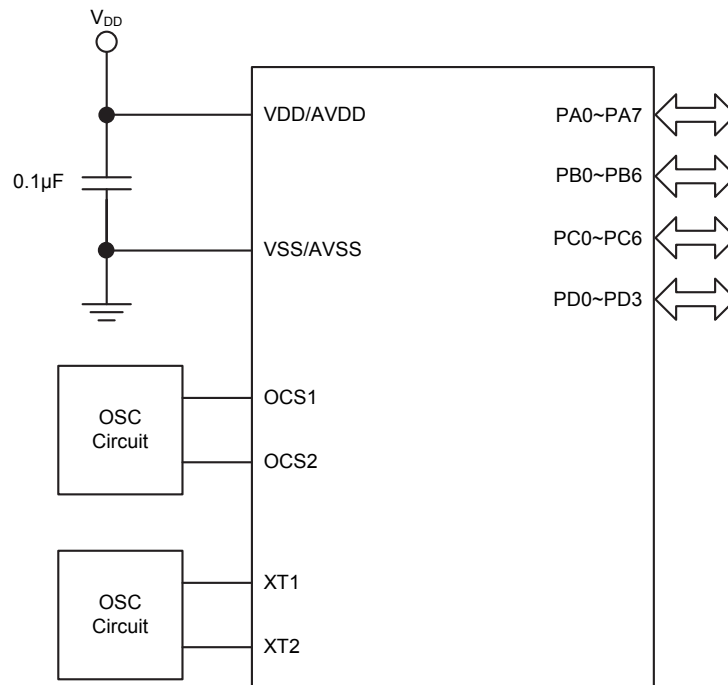 VDD
VDD/AVDD
PA0~PA7
0.1µF
PB0~PB6
PC0~PC6
VSS/AVSS
PD0~PD3
OSC
Circuit
OCS1
OCS2
OSC
Circuit
XT1
XT2